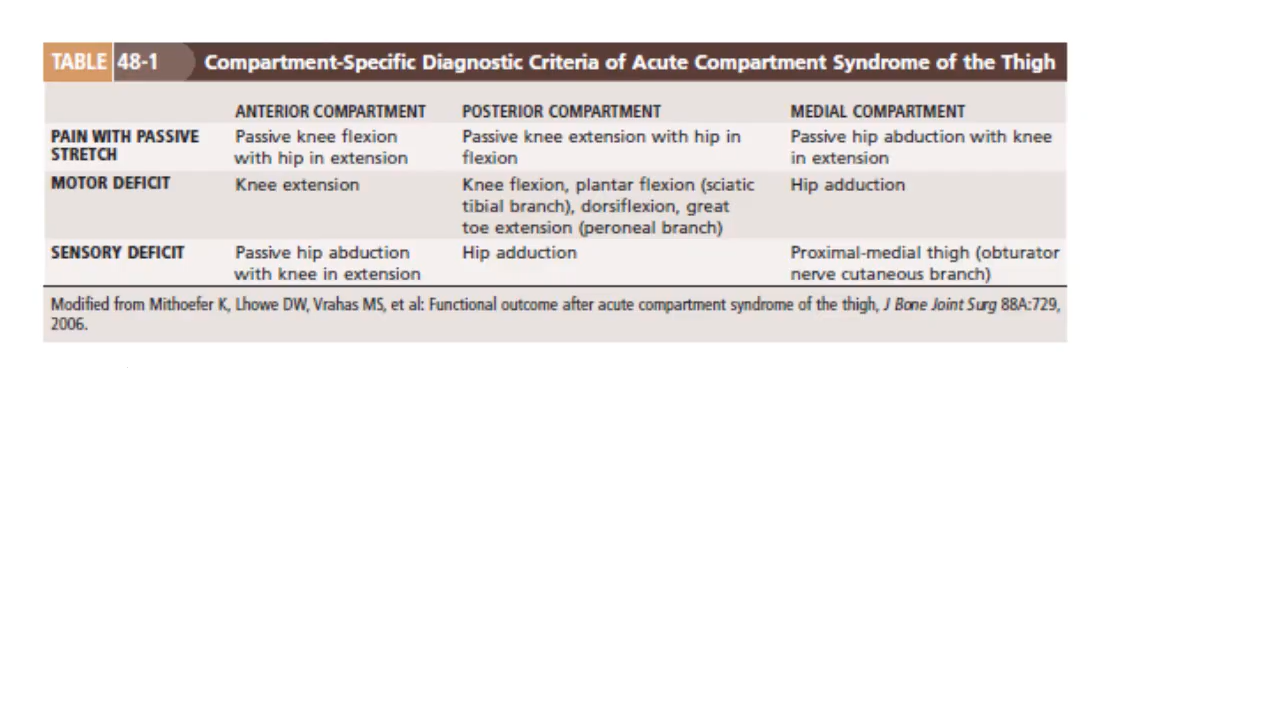 TABLE 48-1 Compartment-Specific Diagnostic Criteria of Acute Compartment Syndrome of the Thigh
ANTERIOR COMPARTMENT POSTERIOR COMPARTMENT MEDIAL COMPARTMENT
PAIN WITH PASSIVE Passive knee flexion Passive knee extension with hip in Passive hip abduction with knee
STRETCH with hip in extension flexion in extension
MOTOR DEFICIT Knee extension Knee flexion, plantar flexion (sciatic Hip adduction
tibial branch), dorsiflexion, great
toe extension (peroneal branch)
SENSORY DEFICIT Passive hip abduction Hip adduction Proximal-medial thigh (obturator
with knee in extension nerve cutaneous branch)
Modified from Mithoefer K, Lhowe DW, Vrahas MS, et al: Functional outcome after acute compartment syndrome of the thigh, J Bone Joint Surg 88A:729,
2006.